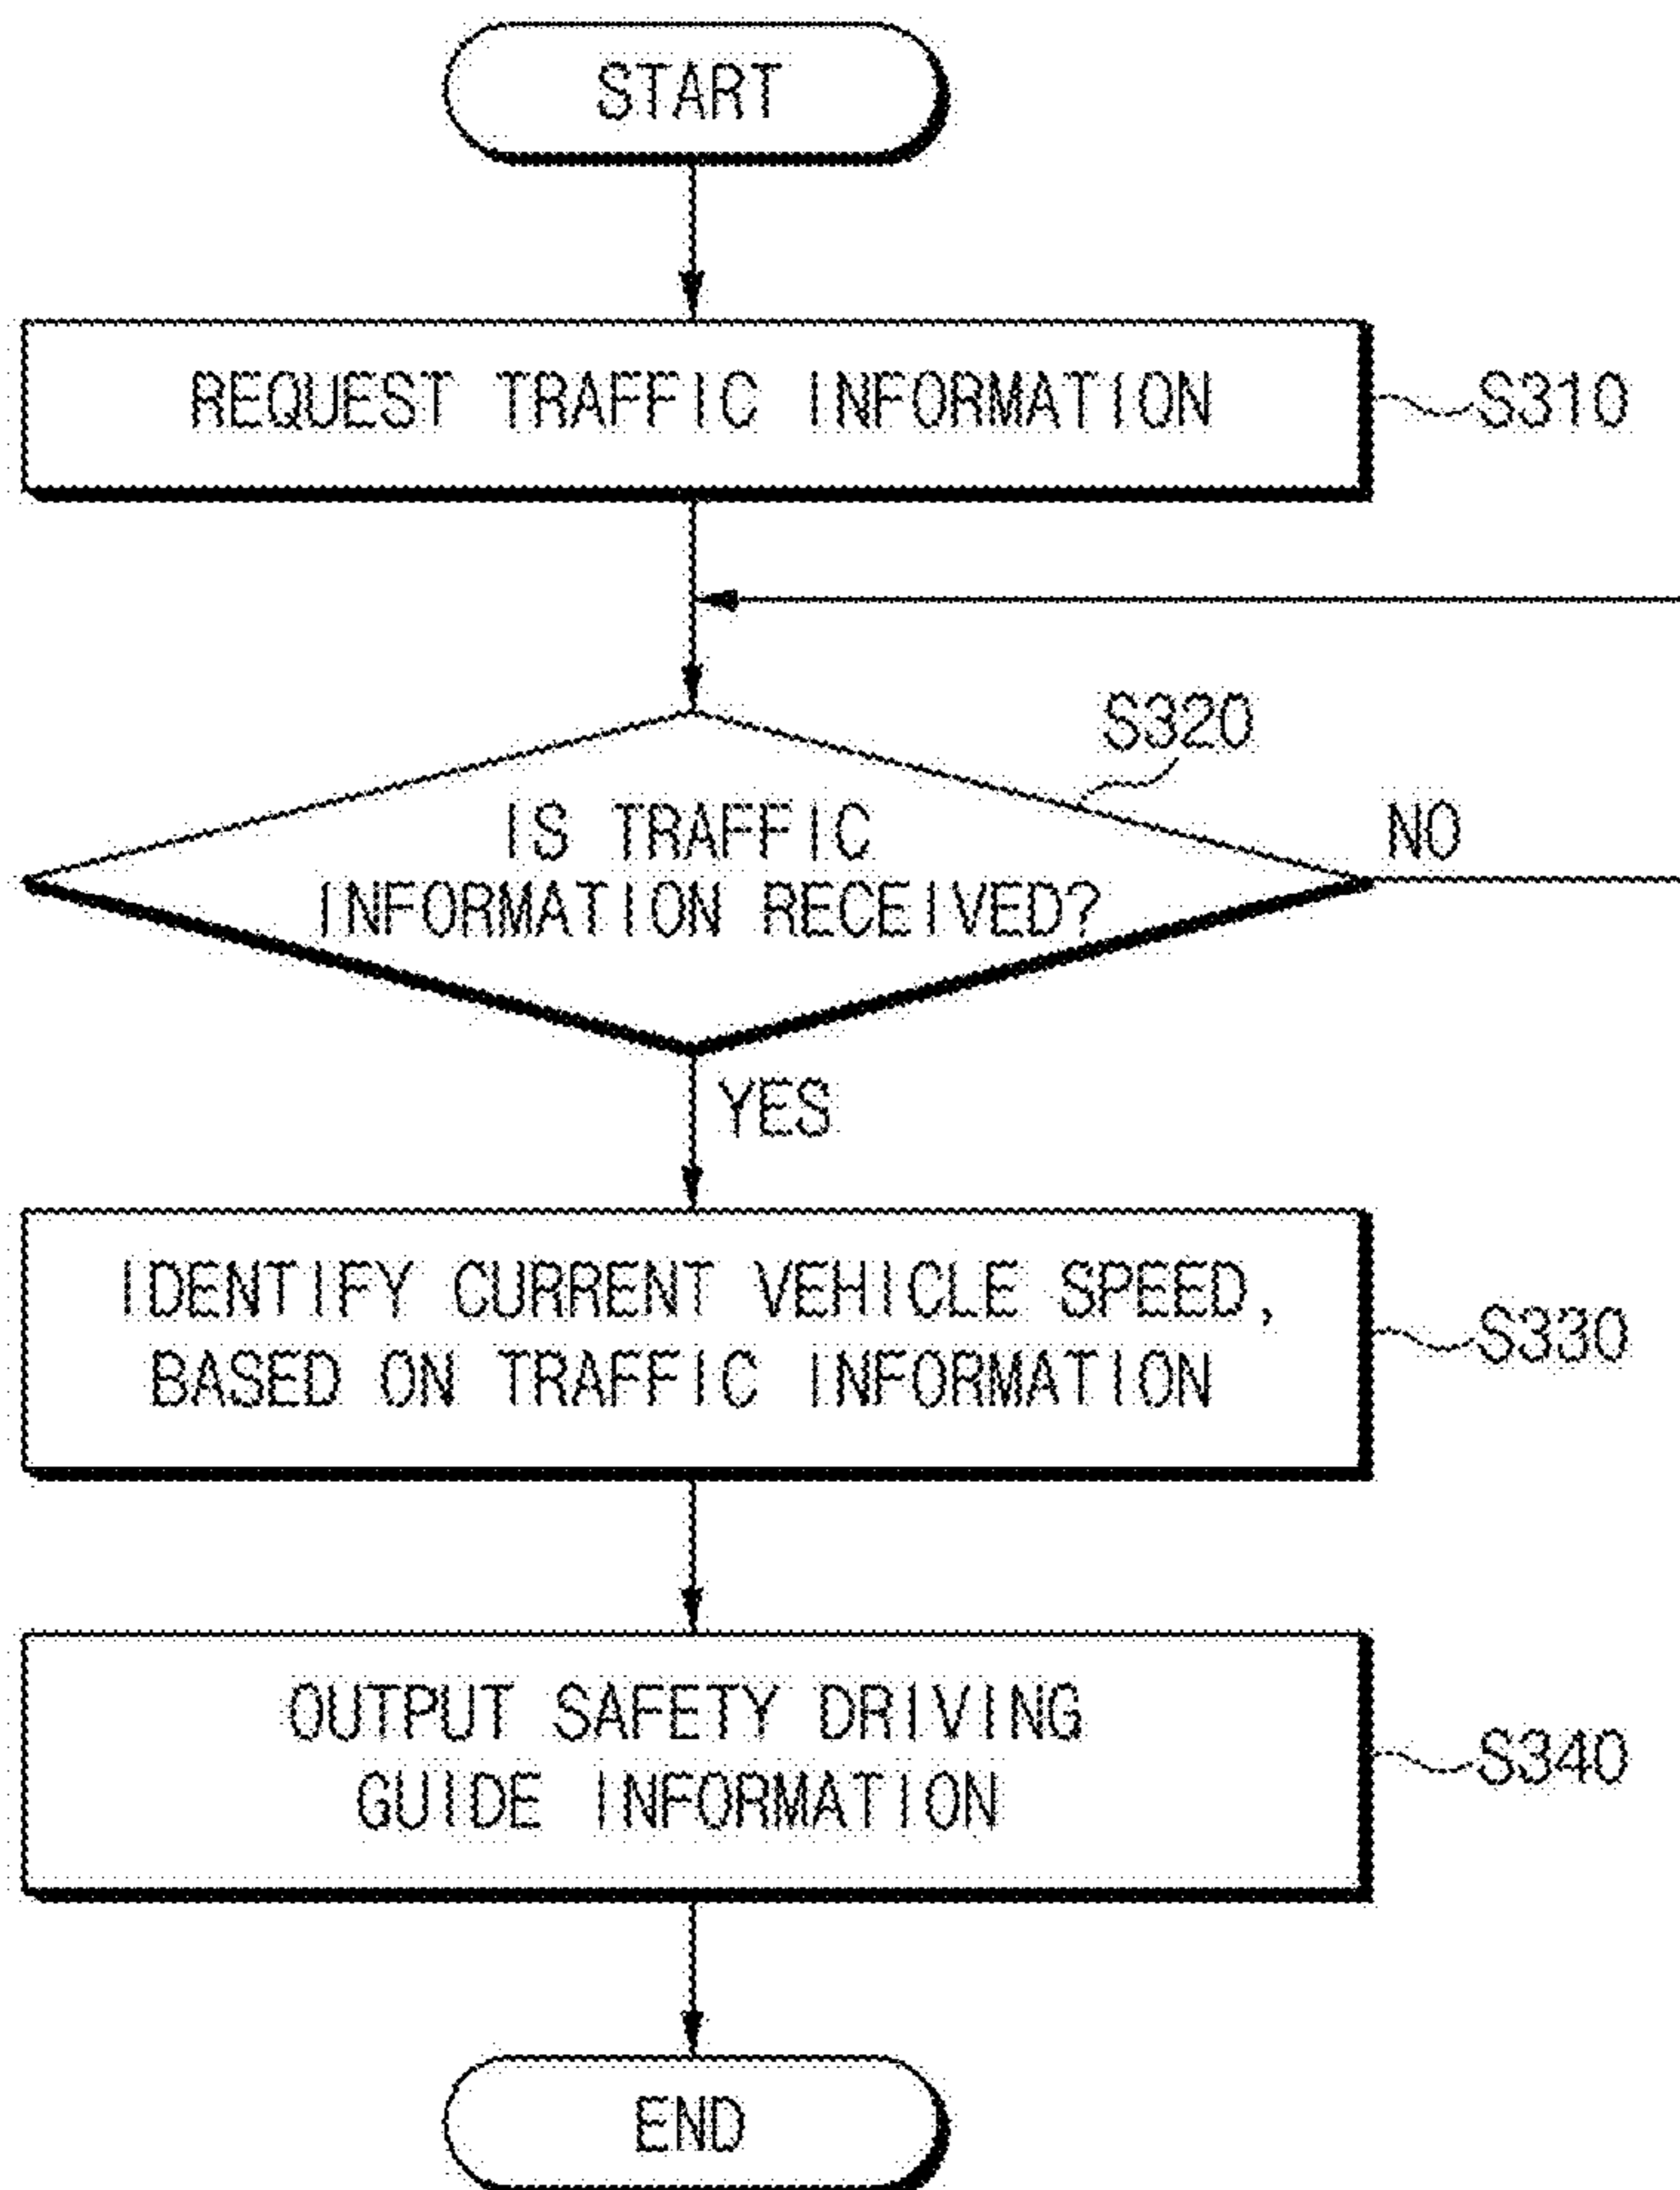 START
REQUEST TRAFFIC INFORMATION
S310
S320
IS TRAFFIC
INFORMATION RECEIVED?
NO
YES
IDENTIFY CURRENT VEHICLE SPEED,
BASED ON TRAFFIC INFORMATION
S330
OUTPUT SAFETY DRIVING
GUIDE INFORMATION
S340
END